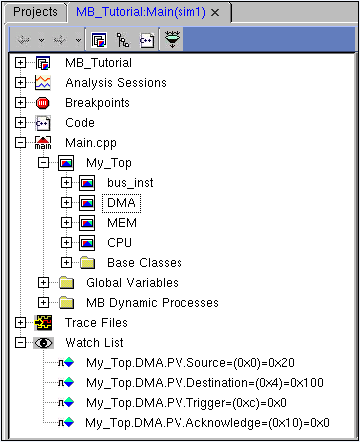 Projects MB_Tutorial:Main(sim1)
MB_Tutorial
Analysis Sessions
Breakpoints
Code
Main.cpp
My_Top
bus_inst
DMA
MEM
CPU
Base Classes
Global Variables
MB Dynamic Processes
Trace Files
Watch List
My_Top.DMA.PV.Source=(0x0)=0x20
My_Top.DMA.PV.Destination=(0x4)=0x100
My_Top.DMA.PV.Trigger=(0xc)=0x0
My_Top.DMA.PV.Acknowledge=(0x10)=0x0